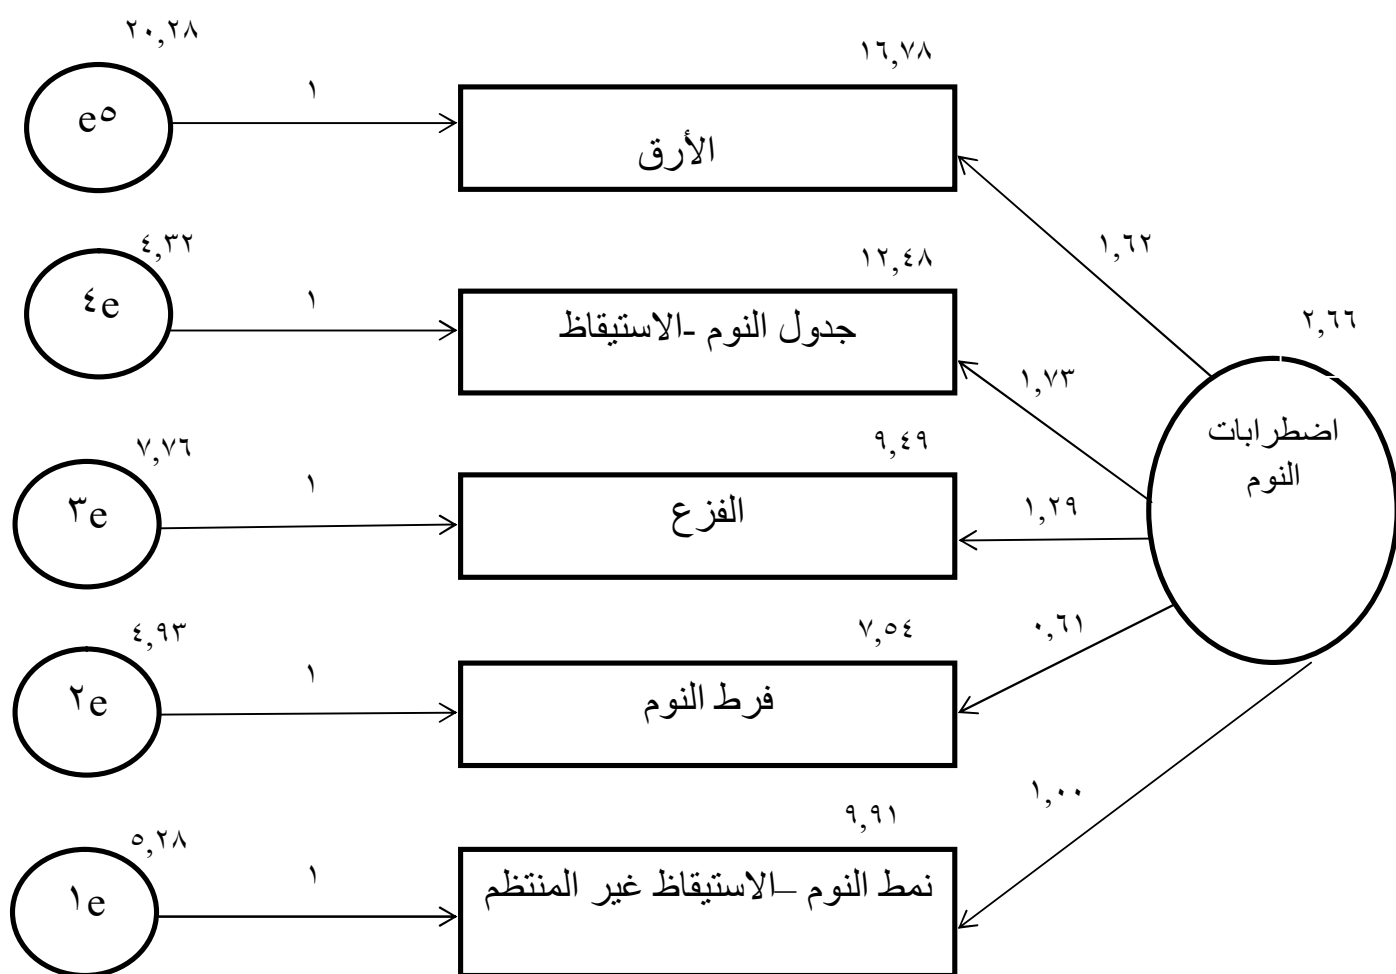 ٢٠,٢٨
١٦,٧٨
e٥
١
الأرق
١,٦٢
٤,٣٢
١٢,٤٨
٤e
١
جدول النوم -الاستيقاظ
١,٧٣
٢,٦٦
اضطرابات
النوم
٧,٧٦
٩,٤٩
٣e
١
الفزع
١,٢٩
٤,٩٣
٧,٥٤
٢e
١
فرط النوم
٠,٦١
٥,٢٨
٩,٩١
١e
١
نمط النوم –الاستيقاظ غير المنتظم
١,٠٠